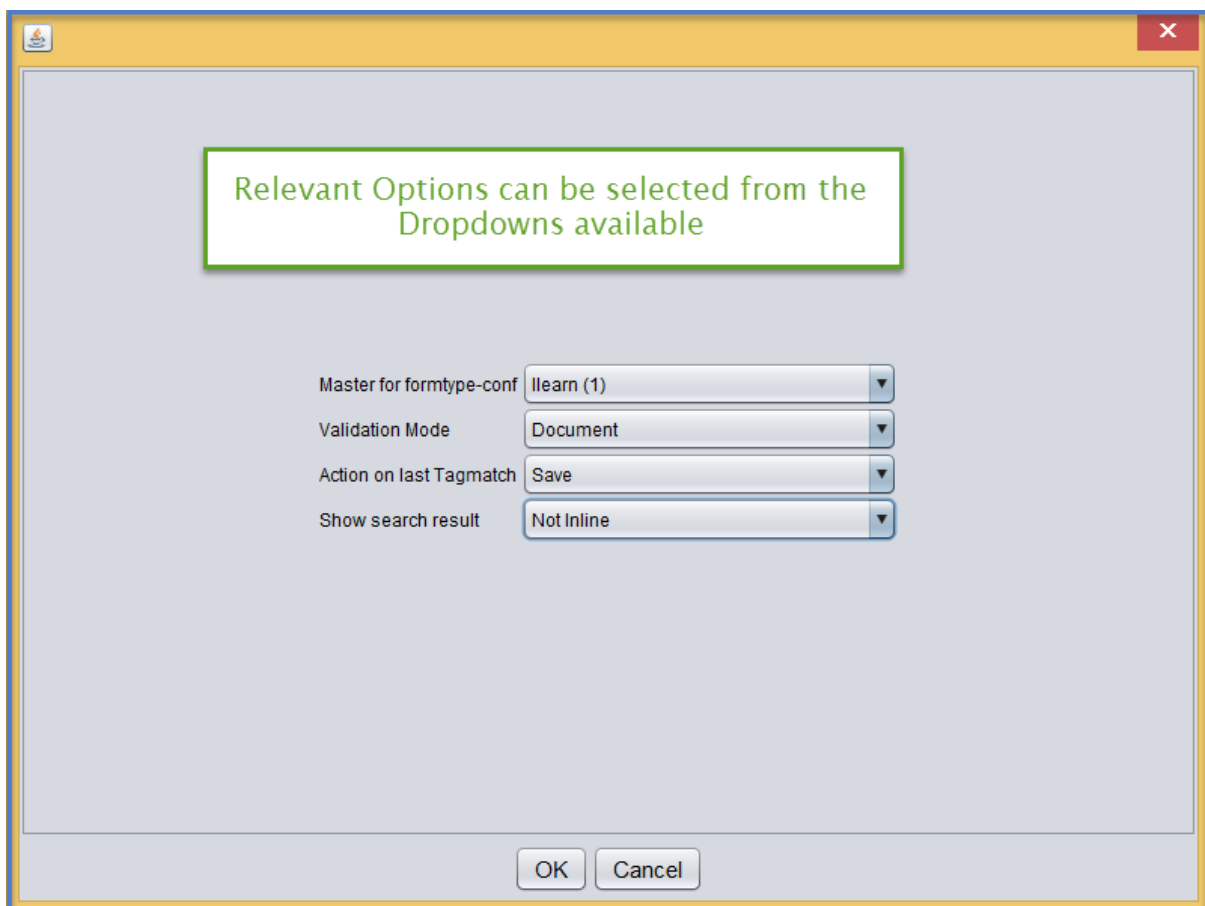 Relevant Options can be selected from the
Dropdowns available
Master for formtype-conf Ilearn (1)
Validation Mode Document
Action on last Tagmatch Save
Show search result Not Inline
OK Cancel